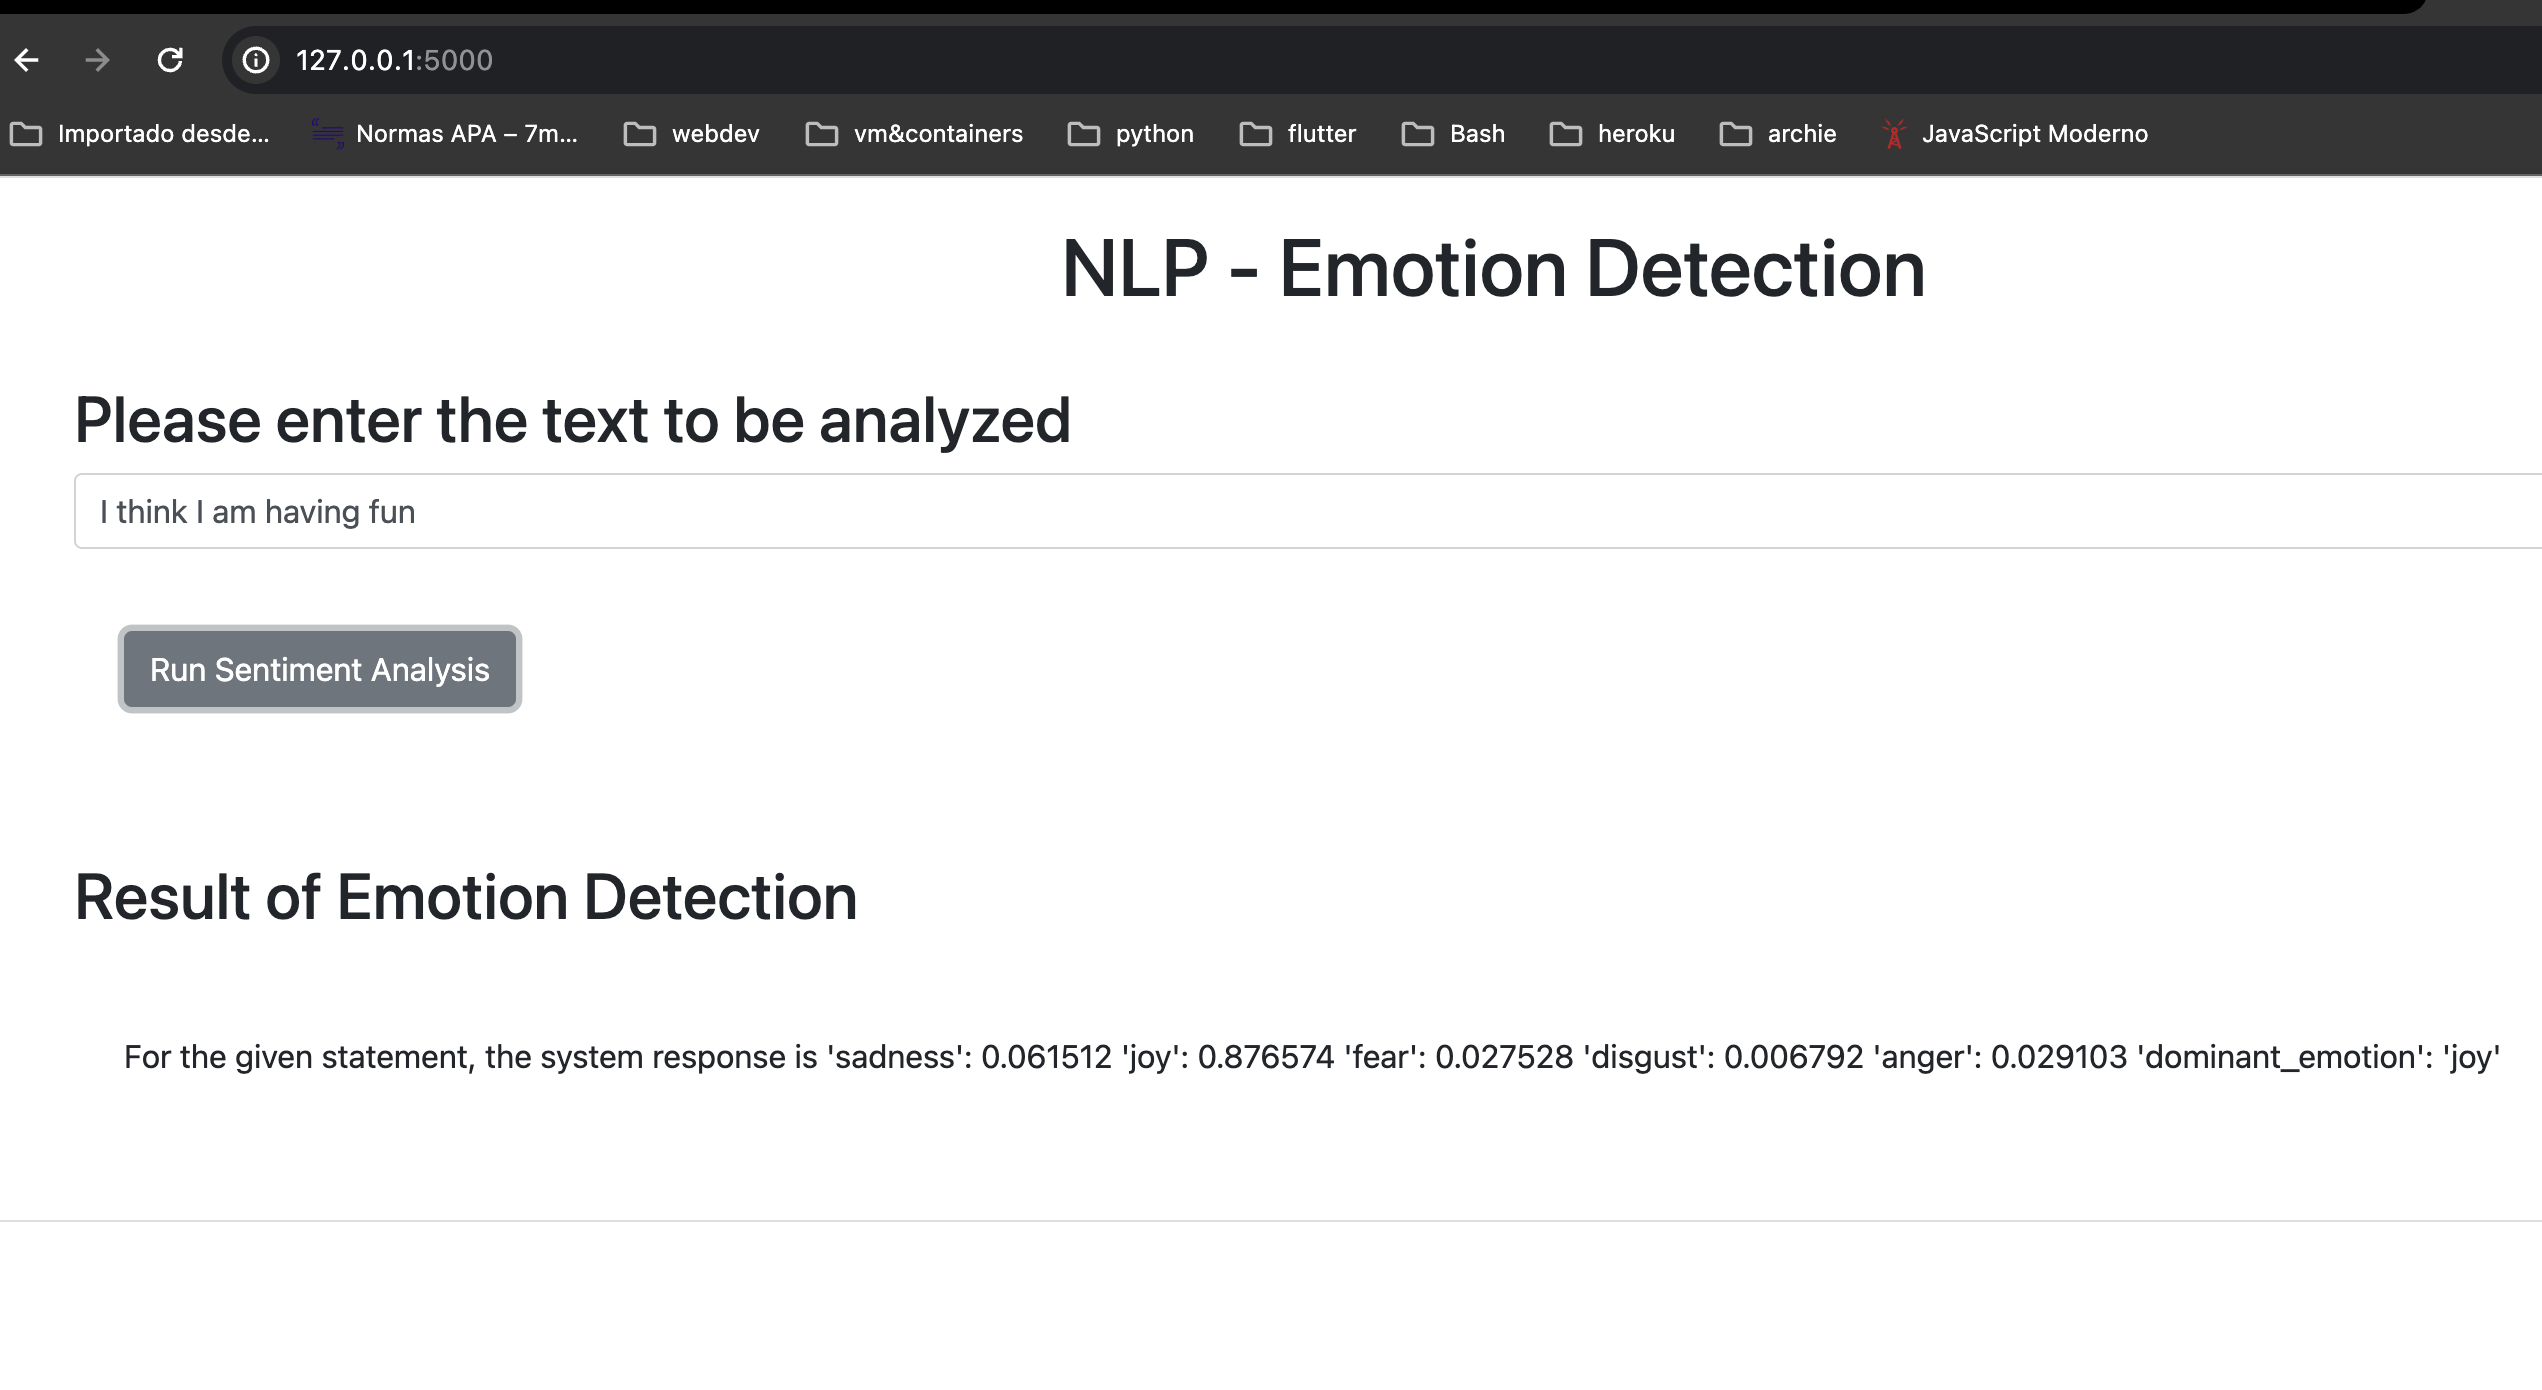 127.0.0.1:5000
Importado desde... Normas APA – 7m... webdev vm&containers python flutter Bash heroku archie JavaScript Moderno
NLP - Emotion Detection
Please enter the text to be analyzed
I think I am having fun
Run Sentiment Analysis
Result of Emotion Detection
For the given statement, the system response is 'sadness': 0.061512 'joy': 0.876574 'fear': 0.027528 'disgust': 0.006792 'anger': 0.029103 'dominant_emotion': 'joy'